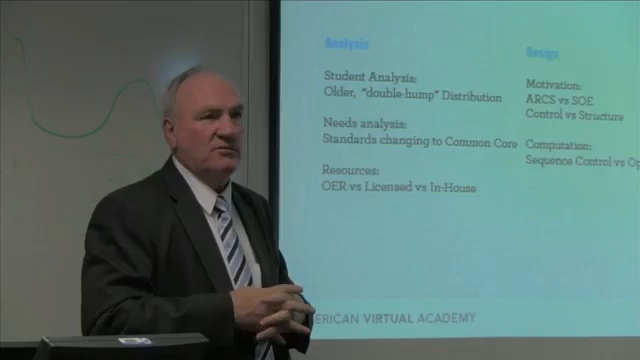 Analysis
Student Analysis:
Older, "double-hump" Distribution
Needs analysis:
Standards changing to Common Core
Resources:
OER vs Licensed vs In-House
Design
Motivation:
ARCS vs SOE
Control vs Structure
Computation:
Sequence Control vs Op
ERICAN VIRTUAL ACADEMY